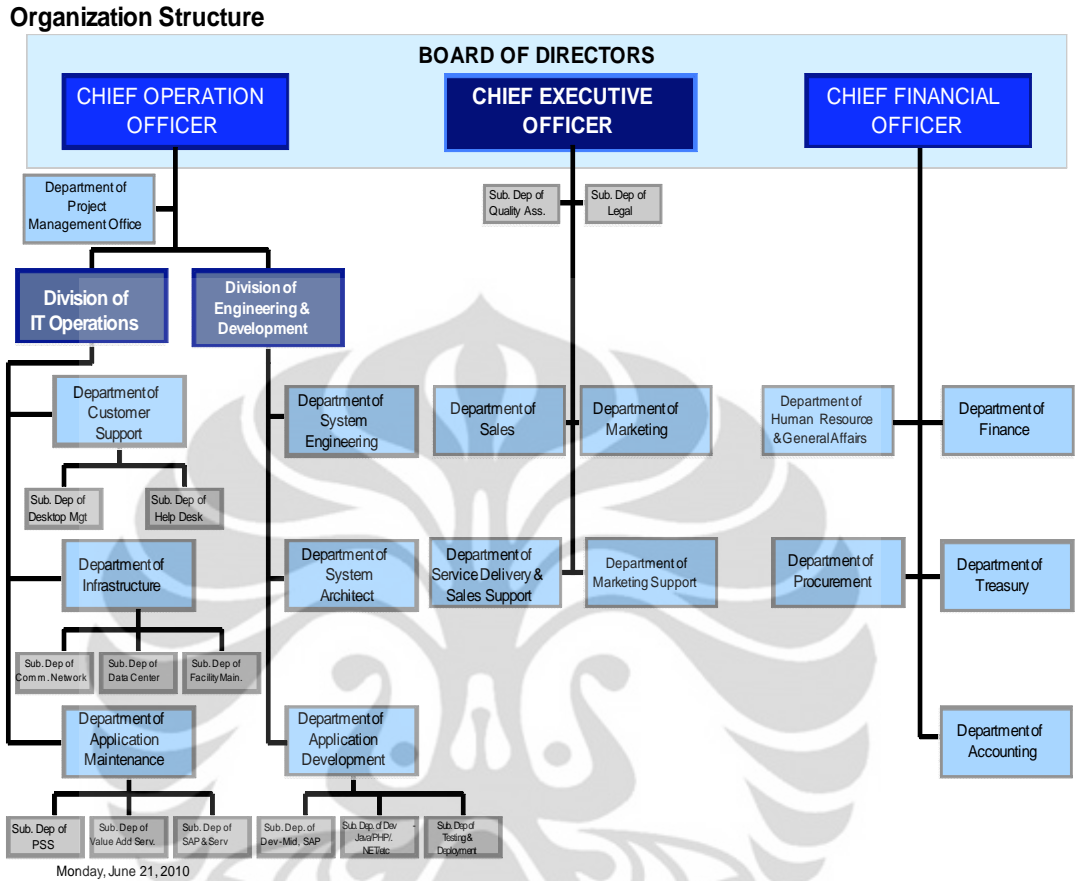 Organization Structure
BOARD OF DIRECTORS
CHIEF OPERATION
OFFICER
CHIEF EXECUTIVE
OFFICER
CHIEF FINANCIAL
OFFICER
Department of
Project
Management Office
Sub. Dep of
Quality Ass.
Sub. Dep of
Legal
Division of
IT Operations
Division of
Engineering &
Development
Department of
Customer
Support
Department of
System
Engineering
Department of
Sales
Department of
Marketing
Department of
Human Resource
& General Affairs
Department of
Finance
Sub. Dep of
Desktop Mgt
Sub. Dep of
Help Desk
Department of
Infrastructure
Department of
System
Architect
Department of
Service Delivery &
Sales Support
Department of
Marketing Support
Department of
Procurement
Department of
Treasury
Sub. Dep of
Comm. Network
Sub. Dep of
Data Center
Sub. Dep of
Facility Main.
Department of
Application
Maintenance
Department of
Application
Development
Department of
Accounting
Sub. Dep of
PSS
Sub. Dep of
Value Add Serv.
Sub. Dep of
SAP & Serv
Sub. Dep. of
Dev-Mid, SAP
Sub. Dep. of Dev -
Java/PHP/.
NET/etc
Sub. Dep of
Testing &
Deployment
Monday, June 21, 2010